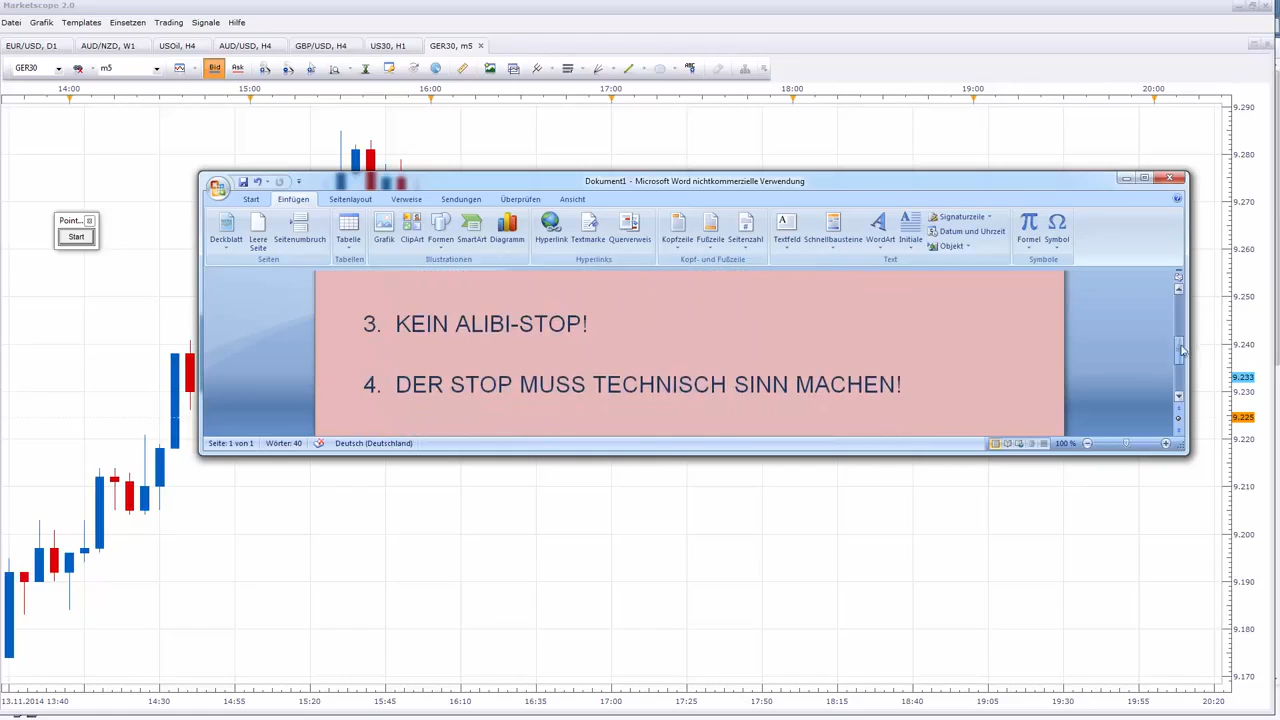 Marketscope 2.0
Datei Grafik Templates Einsetzen Trading Signale Hilfe
EUR/USD, D1 AUD/NZD, W1 USOil, H4 AUD/USD, H4 GBP/USD, H4 US30, H1 GER30, m5
GER30 m5 Bid Ask
14:00 15:00 16:00 17:00 18:00 19:00 20:00
9.290
9.280
9.270
9.260
9.250
9.240
9.233
9.230
9.225
9.220
9.210
9.200
9.190
9.180
9.170
Point...
Start
Dokument1 - Microsoft Word nichtkommerzielle Verwendung
Start Einfügen Seitenlayout Verweise Sendungen Überprüfen Ansicht
Deckblatt Leere Seite Seitenumbruch Tabelle Grafik ClipArt Formen SmartArt Diagramm Hyperlink Textmarke Querverweis Kopfzeile Fußzeile Seitenzahl Textfeld Schnellbausteine WordArt Initiale Signaturzeile Datum und Uhrzeit Objekt Formel Symbol
Seiten Tabellen Illustrationen Hyperlinks Kopf- und Fußzeile Text Symbole
3. KEIN ALIBI-STOP!
4. DER STOP MUSS TECHNISCH SINN MACHEN!
Seite: 1 von 1 Wörter: 40 Deutsch (Deutschland) 100 %
13.11.2014 13:40 14:30 14:55 15:20 15:45 16:10 16:35 17:00 17:25 17:50 18:15 18:40 19:05 19:30 19:55 20:20